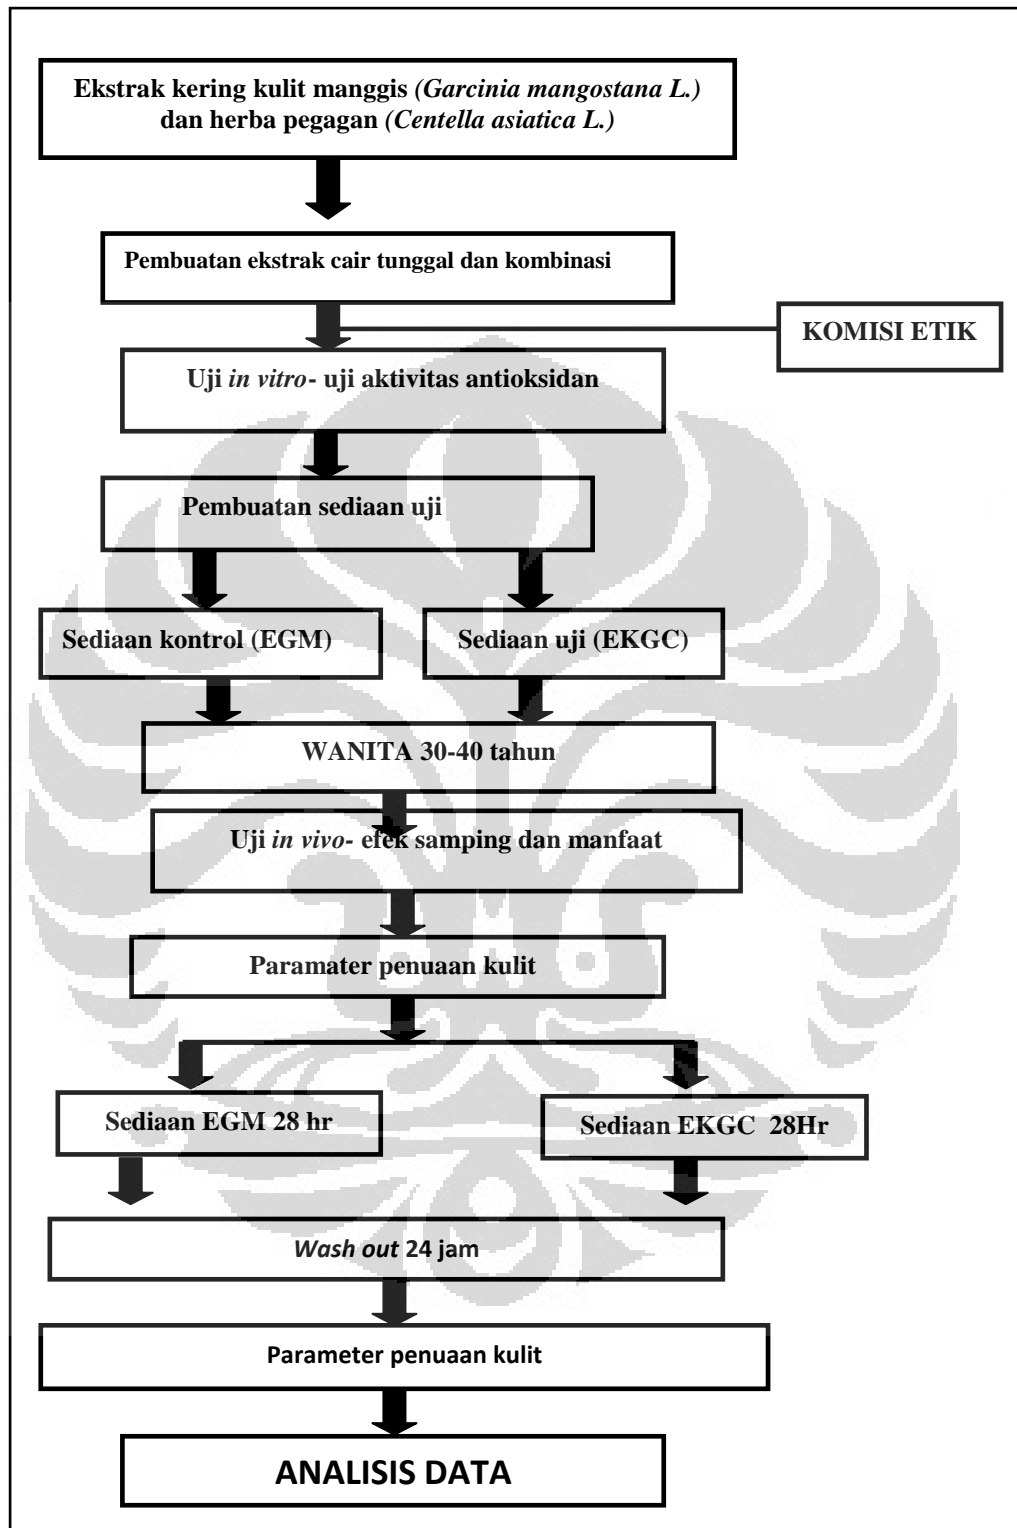 Ekstrak kering kulit manggis (Garcinia mangostana L.)
dan herba pegagan (Centella asiatica L.)
Pembuatan ekstrak cair tunggal dan kombinasi
KOMISI ETIK
Uji in vitro- uji aktivitas antioksidan
Pembuatan sediaan uji
Sediaan kontrol (EGM)
Sediaan uji (EKGC)
WANITA 30-40 tahun
Uji in vivo- efek samping dan manfaat
Paramater penuaan kulit
Sediaan EGM 28 hr
Sediaan EKGC 28Hr
Wash out 24 jam
Parameter penuaan kulit
ANALISIS DATA